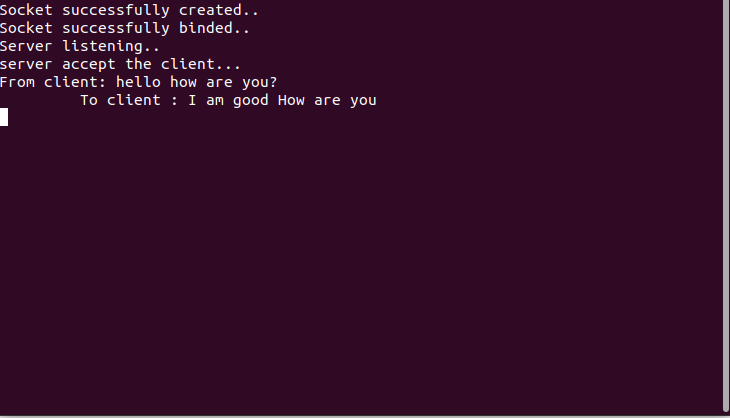 Socket successfully created..
Socket successfully binded..
Server listening..
server accept the client...
From client: hello how are you?
To client : I am good How are you